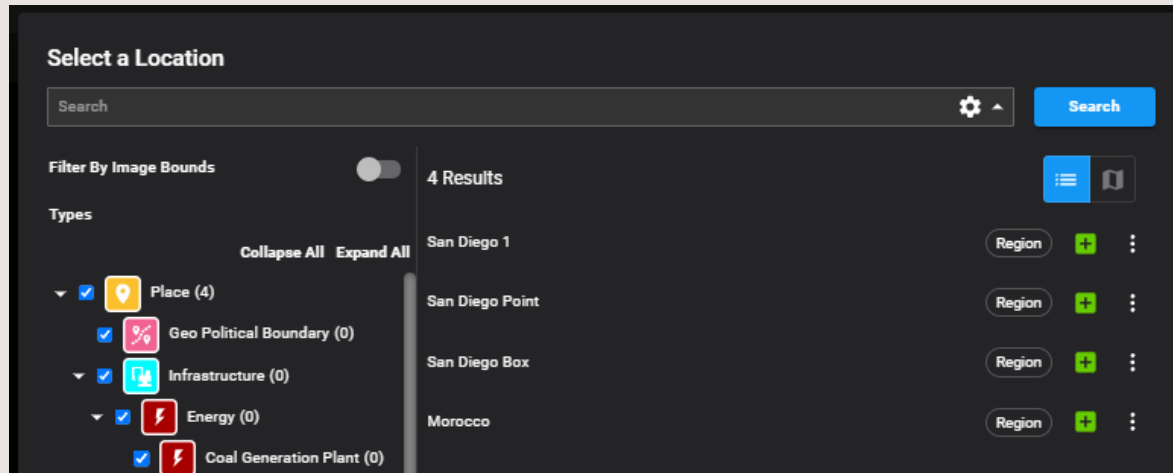 Select a Location
Search
Search
Filter By Image Bounds
Types
Collapse All Expand All
Place (4)
Geo Political Boundary (0)
Infrastructure (0)
Energy (0)
Coal Generation Plant (0)
4 Results
San Diego 1 Region
San Diego Point Region
San Diego Box Region
Morocco Region